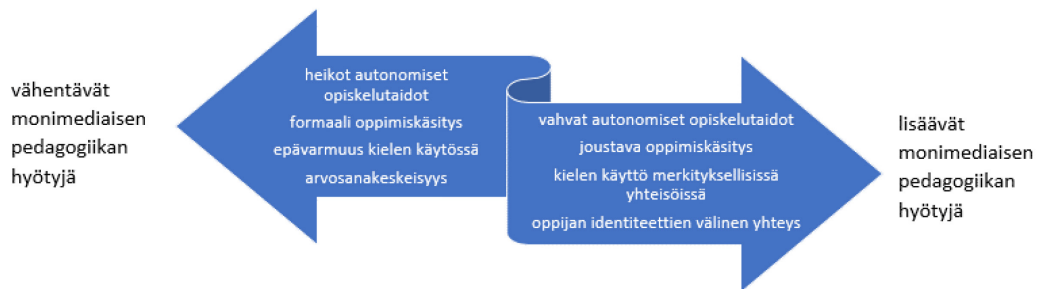 vähentävät
monimediaisen
pedagogiikan
hyötyjä
heikot autonomiset
opiskelutaidot
formaali oppimiskäsitys
epävarmuus kielen käytössä
arvosanakeskeisyys
vahvat autonomiset opiskelutaidot
joustava oppimiskäsitys
kielen käyttö merkityksellisissä
yhteisöissä
oppijan identiteettien välinen yhteys
lisäävät
monimediaisen
pedagogiikan
hyötyjä